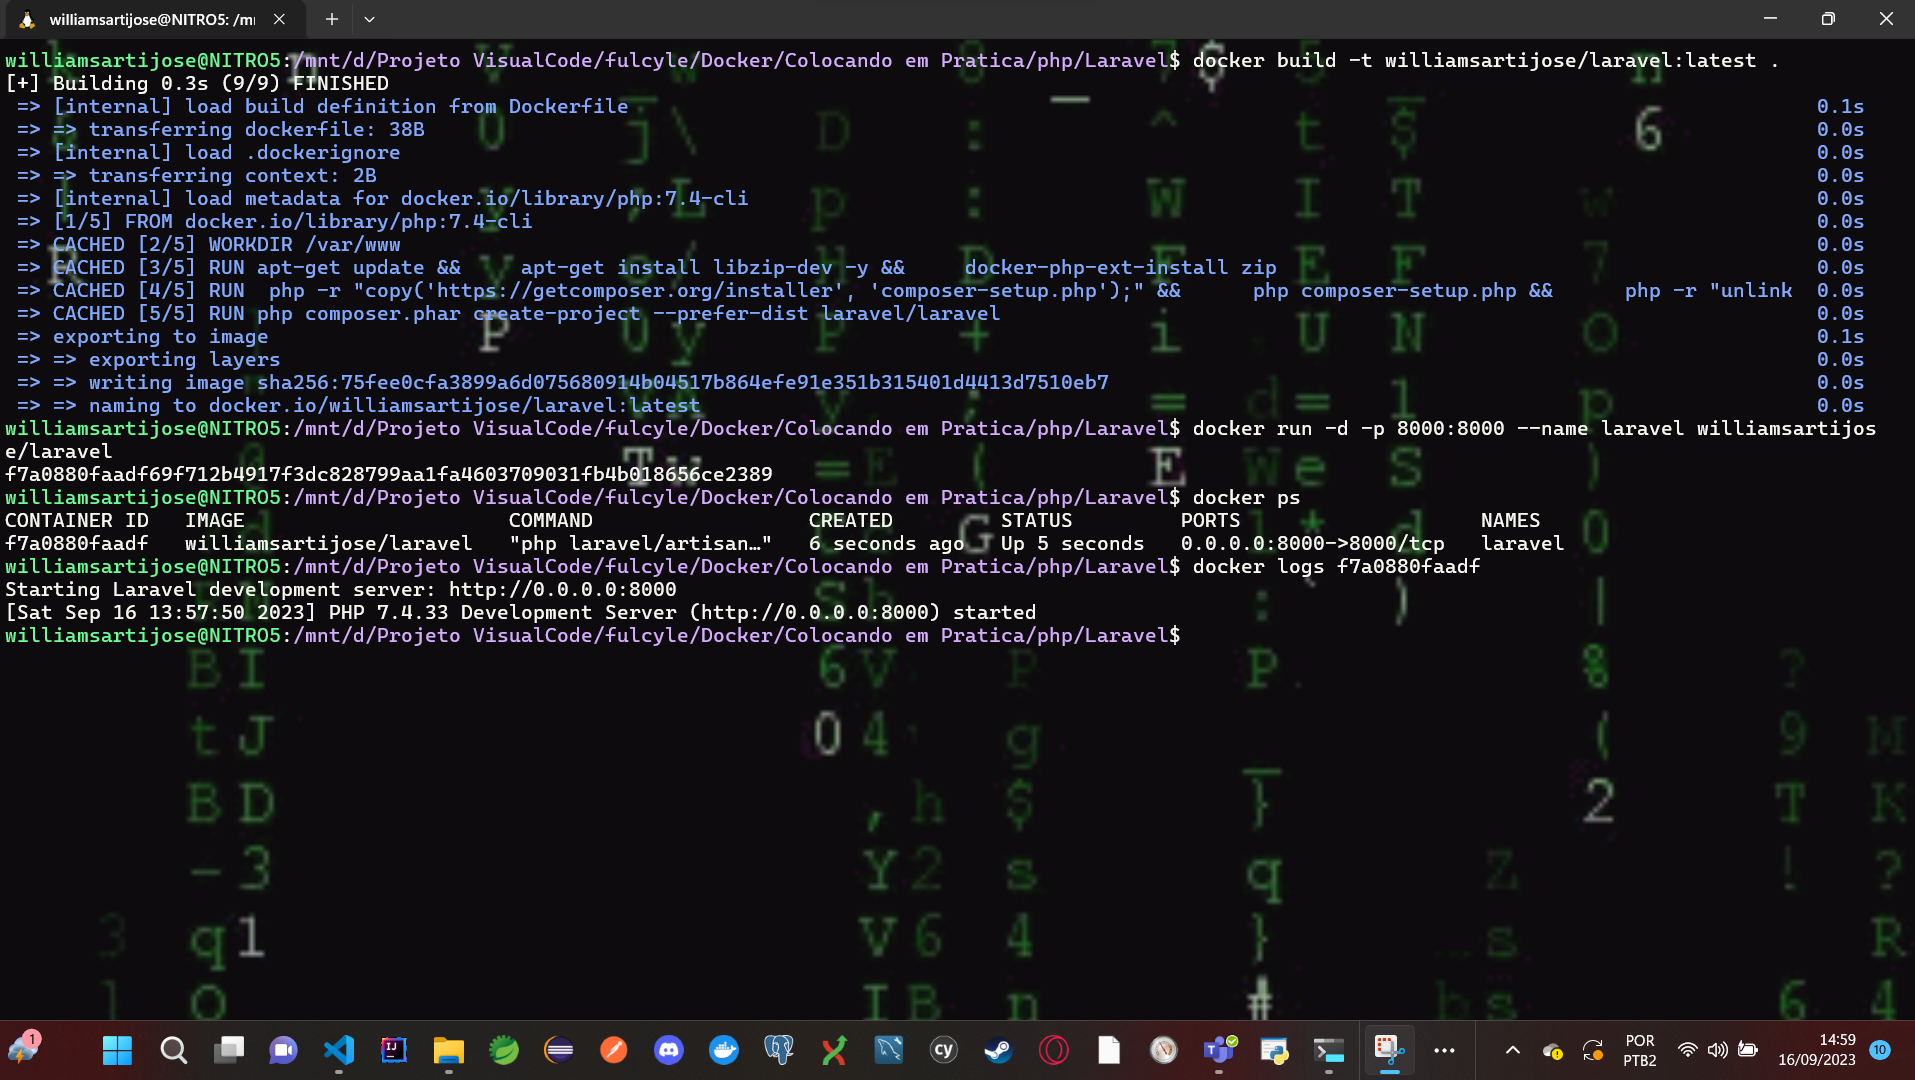 williamsartijose@NITRO5: /mn
williamsartijose@NITRO5:/mnt/d/Projeto VisualCode/fulcyle/Docker/Colocando em Pratica/php/Laravel$ docker build -t williamsartijose/laravel:latest .
[+] Building 0.3s (9/9) FINISHED
=> [internal] load build definition from Dockerfile 0.1s
=> => transferring dockerfile: 38B 0.0s
=> [internal] load .dockerignore 0.0s
=> => transferring context: 2B 0.0s
=> [internal] load metadata for docker.io/library/php:7.4-cli 0.0s
=> [1/5] FROM docker.io/library/php:7.4-cli 0.0s
=> CACHED [2/5] WORKDIR /var/www 0.0s
=> CACHED [3/5] RUN apt-get update && apt-get install libzip-dev -y && docker-php-ext-install zip 0.0s
=> CACHED [4/5] RUN php -r "copy('https://getcomposer.org/installer', 'composer-setup.php');" && php composer-setup.php && php -r "unlink 0.0s
=> CACHED [5/5] RUN php composer.phar create-project --prefer-dist laravel/laravel 0.0s
=> exporting to image 0.1s
=> => exporting layers 0.0s
=> => writing image sha256:75fee0cfa3899a6d075680914b04517b864efe91e351b315401d4413d7510eb7 0.0s
=> => naming to docker.io/williamsartijose/laravel:latest 0.0s
williamsartijose@NITRO5:/mnt/d/Projeto VisualCode/fulcyle/Docker/Colocando em Pratica/php/Laravel$ docker run -d -p 8000:8000 --name laravel williamsartijos
e/laravel
f7a0880faadf69f712b4917f3dc828799aa1fa4603709031fb4b018656ce2389
williamsartijose@NITRO5:/mnt/d/Projeto VisualCode/fulcyle/Docker/Colocando em Pratica/php/Laravel$ docker ps
CONTAINER ID IMAGE COMMAND CREATED STATUS PORTS NAMES
f7a0880faadf williamsartijose/laravel "php laravel/artisan…" 6 seconds ago Up 5 seconds 0.0.0.0:8000->8000/tcp laravel
williamsartijose@NITRO5:/mnt/d/Projeto VisualCode/fulcyle/Docker/Colocando em Pratica/php/Laravel$ docker logs f7a0880faadf
Starting Laravel development server: http://0.0.0.0:8000
[Sat Sep 16 13:57:50 2023] PHP 7.4.33 Development Server (http://0.0.0.0:8000) started
williamsartijose@NITRO5:/mnt/d/Projeto VisualCode/fulcyle/Docker/Colocando em Pratica/php/Laravel$
1
cy
POR
PTB2
14:59
16/09/2023
10